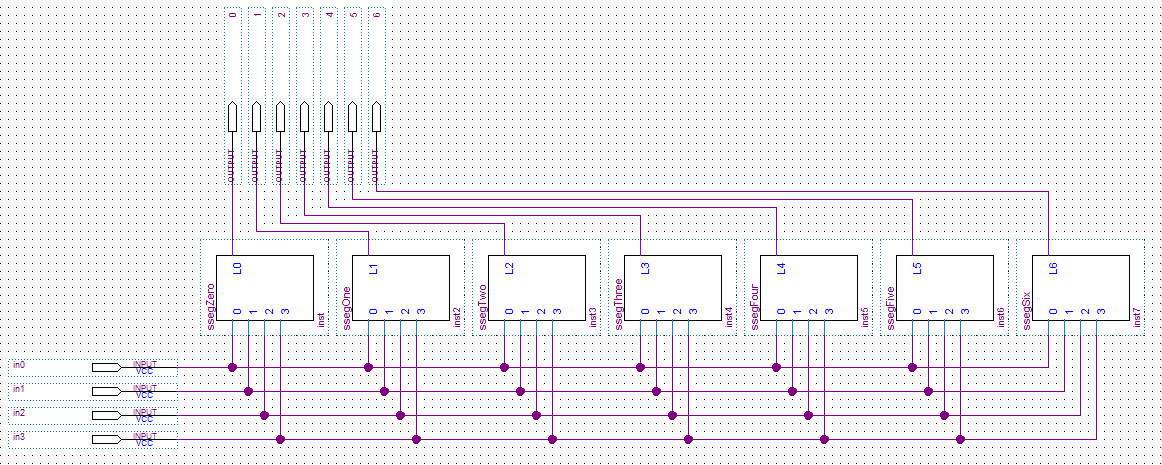 0 1 2 3 4 5 6
OUTPUT OUTPUT OUTPUT OUTPUT OUTPUT OUTPUT OUTPUT
L0 L1 L2 L3 L4 L5 L6
ssegZero ssegOne ssegTwo ssegThree ssegFour ssegFive ssegSix
0 1 2 3 0 1 2 3 0 1 2 3 0 1 2 3 0 1 2 3 0 1 2 3 0 1 2 3
inst inst2 inst3 inst4 inst5 inst6 inst7
in0 INPUT
VCC
in1 INPUT
VCC
in2 INPUT
VCC
in3 INPUT
VCC